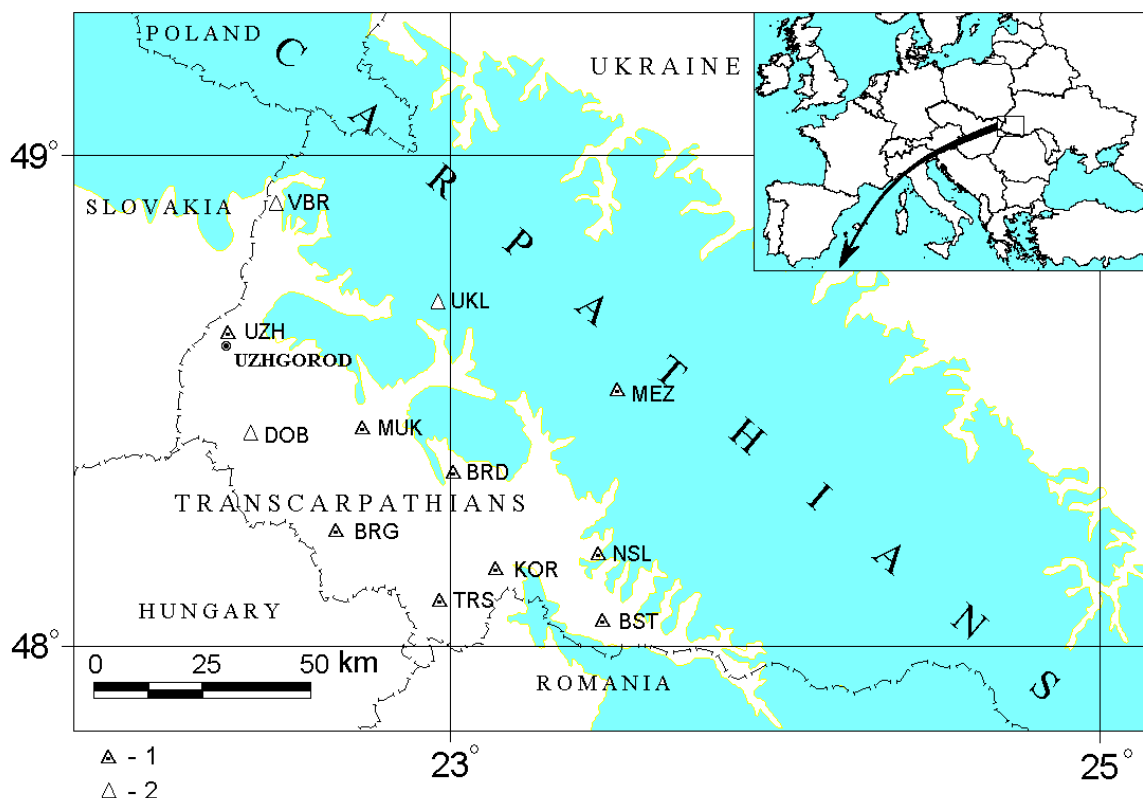 POLAND
UKRAINE
CARPATHIANS
49°
SLOVAKIA
VBR
UKL
UZH
UZHGOROD
MEZ
DOB
MUK
BRD
TRANSCARPATHIANS
BRG
NSL
KOR
TRS
BST
HUNGARY
48°
0 25 50 km
ROMANIA
- 1
23°
25°
- 2